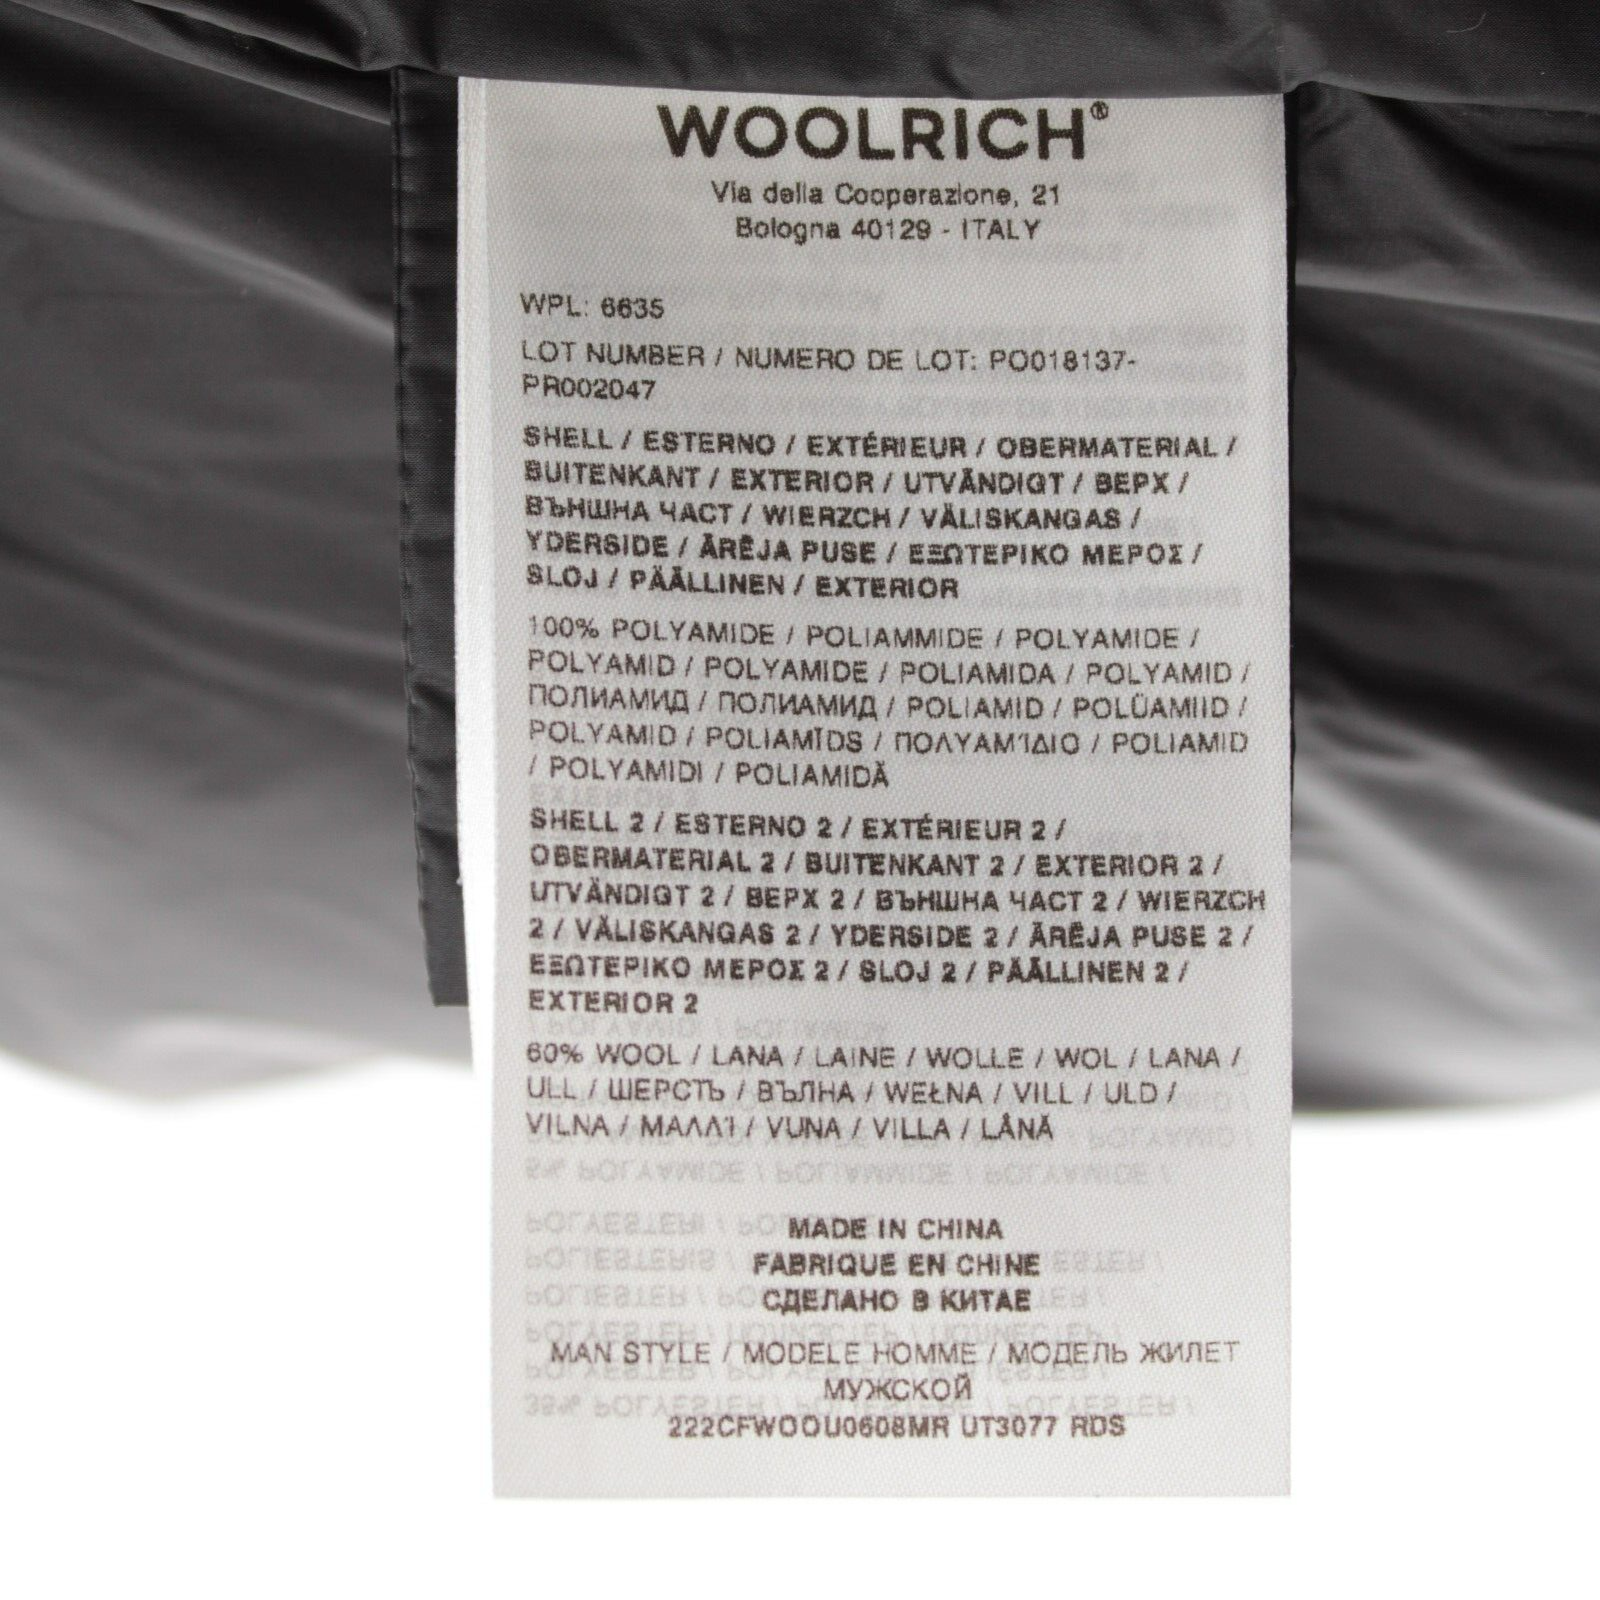 WOOLRICH®
Via della Cooperazione, 21
Bologna 40129 - ITALY
WPL: 6635
LOT NUMBER / NUMERO DE LOT: PO018137-
PR002047
SHELL / ESTERNO / EXTÉRIEUR / OBERMATERIAL /
BUITENKANT / EXTERIOR / UTVÄNDIGT / ВЕРХ /
ВЪНШНА ЧАСТ / WIERZCH / VÄLISKANGAS /
YDERSIDE / ĀRĒJA PUSE / ΕΞΩΤΕΡΙΚΟ ΜΕΡΟΣ /
SLOJ / PÄÄLLINEN / EXTERIOR
100% POLYAMIDE / POLIAMMIDE / POLYAMIDE /
POLYAMID / POLYAMIDE / POLIAMIDA / POLYAMID /
ПОЛИАМИД / ПОЛИАМИД / POLIAMID / POLÜAMIID /
POLYAMID / POLIAMĪDS / ΠΟΛΥΑΜΊΔΙΟ / POLIAMID
/ POLYAMIDI / POLIAMIDĂ
SHELL 2 / ESTERNO 2 / EXTÉRIEUR 2 /
OBERMATERIAL 2 / BUITENKANT 2 / EXTERIOR 2 /
UTVÄNDIGT 2 / ВЕРХ 2 / ВЪНШНА ЧАСТ 2 / WIERZCH
2 / VÄLISKANGAS 2 / YDERSIDE 2 / ĀRĒJA PUSE 2 /
ΕΞΩΤΕΡΙΚΟ ΜΕΡΟΣ 2 / SLOJ 2 / PÄÄLLINEN 2 /
EXTERIOR 2
60% WOOL / LANA / LAINE / WOLLE / WOL / LANA /
ULL / ШЕРСТЬ / ВЪЛНА / WEŁNA / VILL / ULD /
VILNA / ΜΑΛΛΊ / VUNA / VILLA / LÂNĂ
MADE IN CHINA
FABRIQUE EN CHINE
СДЕЛАНО В КИТАЕ
MAN STYLE / MODELE HOMME / МОДЕЛЬ ЖИЛЕТ
МУЖСКОЙ
222CFWOOU0608MR UT3077 RDS